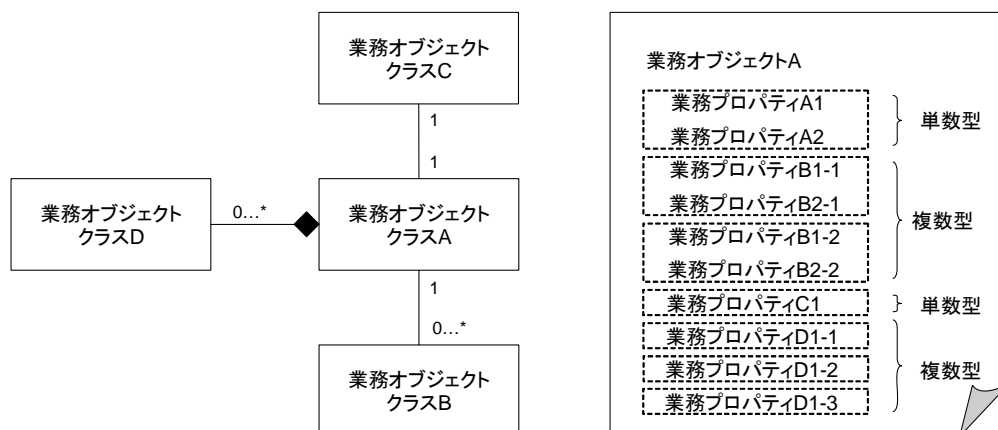 業務オブジェクト
クラスC
1
1
業務オブジェクト
クラスD
0…*
業務オブジェクト
クラスA
1
0…*
業務オブジェクト
クラスB
業務オブジェクトA
業務プロパティA1
業務プロパティA2
単数型
業務プロパティB1-1
業務プロパティB2-1
業務プロパティB1-2
業務プロパティB2-2
複数型
業務プロパティC1
単数型
業務プロパティD1-1
業務プロパティD1-2
業務プロパティD1-3
複数型